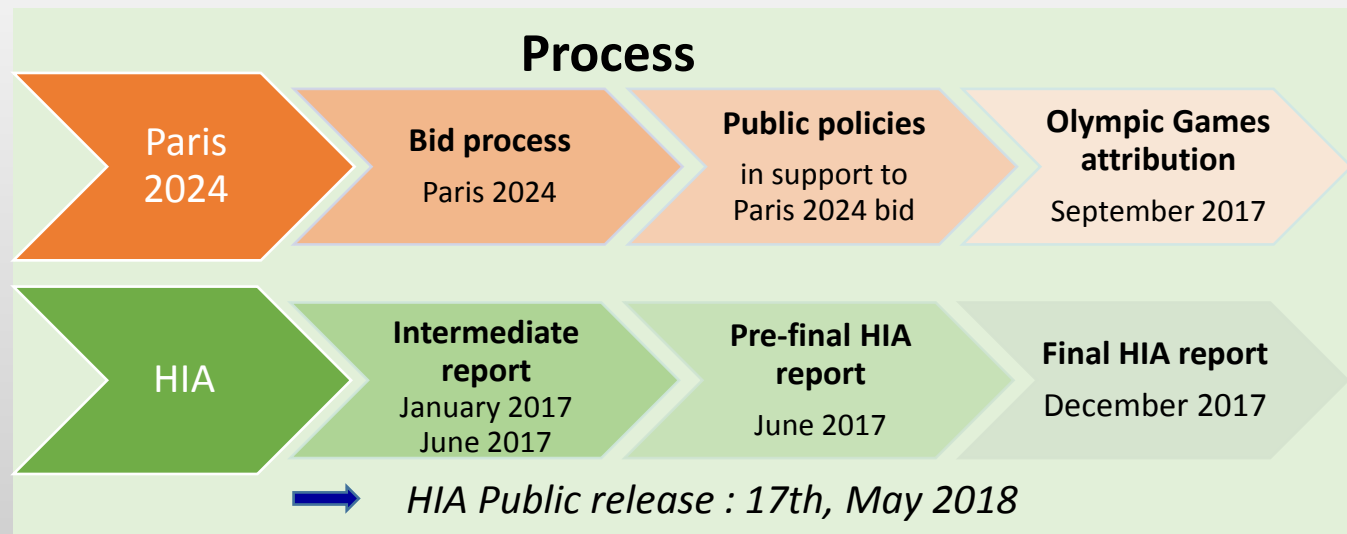 Process
Paris
2024
Bid process
Paris 2024
Public policies
in support to
Paris 2024 bid
Olympic Games
attribution
September 2017
HIA
Intermediate
report
January 2017
June 2017
Pre-final HIA
report
June 2017
Final HIA report
December 2017
HIA Public release : 17th, May 2018